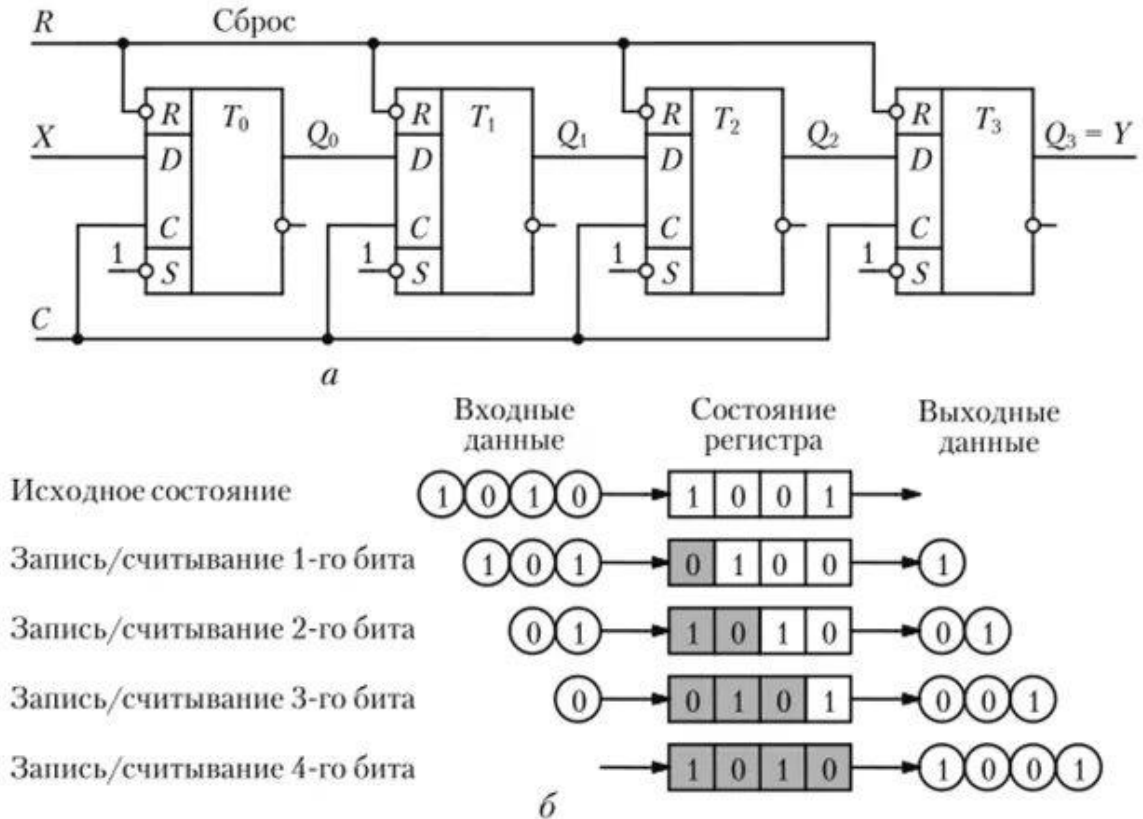 R Сброс
R T₀ R T₁ R T₂ R T₃
X D Q₀ D Q₁ D Q₂ D Q₃ = Y
C C C C
1 S 1 S 1 S 1 S
C
а
Входные данные Состояние регистра Выходные данные
Исходное состояние 1 0 1 0 1 0 0 1
Запись/считывание 1-го бита 1 0 1 0 1 0 0 1
Запись/считывание 2-го бита 0 1 1 0 1 0 0 1
Запись/считывание 3-го бита 0 0 1 0 1 0 0 1
Запись/считывание 4-го бита 1 0 1 0 1 0 0 1
б